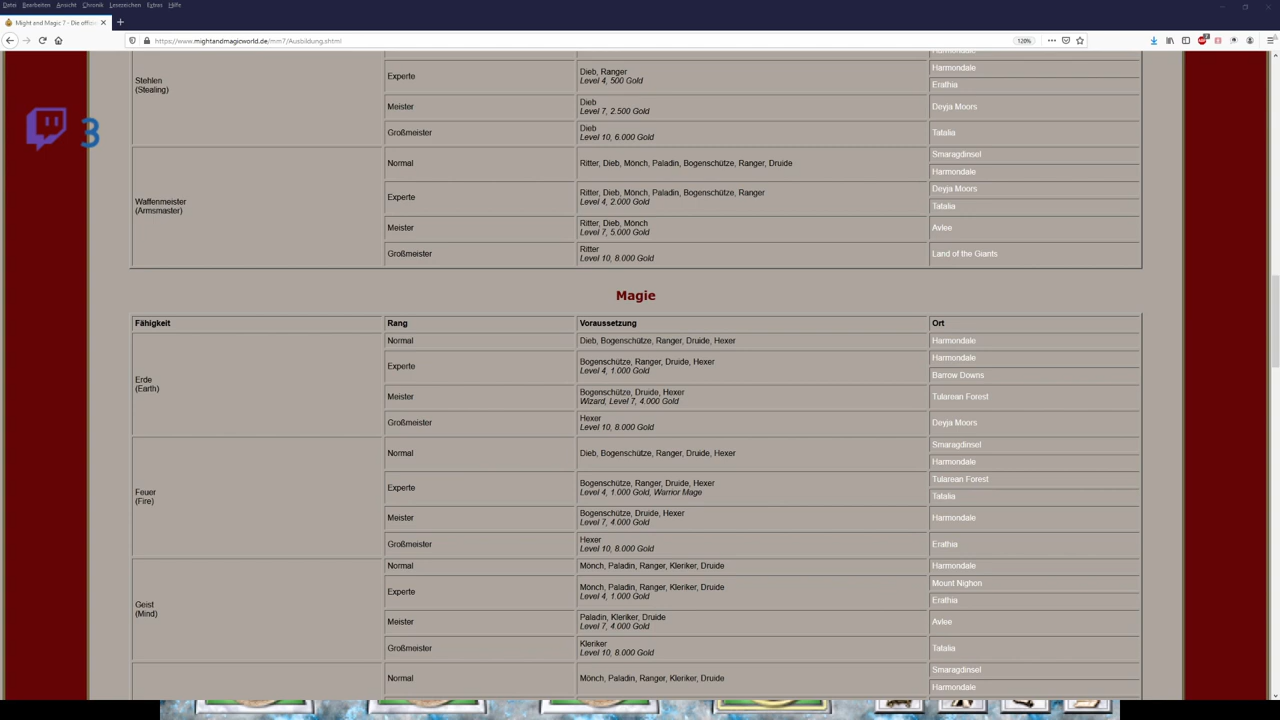 Datei Bearbeiten Ansicht Chronik Lesezeichen Extras Hilfe
Might and Magic 7 - Die offizie
https://www.mightandmagicworld.de/mm7/Ausbildung.shtml
120%
3
Harmondale
Stehlen
(Stealing)
Experte
Dieb, Ranger
Level 4, 500 Gold
Harmondale
Erathia
Meister
Dieb
Level 7, 2.500 Gold
Deyja Moors
Großmeister
Dieb
Level 10, 6.000 Gold
Tatalia
Waffenmeister
(Armsmaster)
Normal
Ritter, Dieb, Mönch, Paladin, Bogenschütze, Ranger, Druide
Smaragdinsel
Harmondale
Experte
Ritter, Dieb, Mönch, Paladin, Bogenschütze, Ranger
Level 4, 2.000 Gold
Deyja Moors
Tatalia
Meister
Ritter, Dieb, Mönch
Level 7, 5.000 Gold
Avlee
Großmeister
Ritter
Level 10, 8.000 Gold
Land of the Giants
Magie
Fähigkeit Rang Voraussetzung Ort
Erde
(Earth)
Normal
Dieb, Bogenschütze, Ranger, Druide, Hexer
Harmondale
Experte
Bogenschütze, Ranger, Druide, Hexer
Level 4, 1.000 Gold
Harmondale
Barrow Downs
Meister
Bogenschütze, Druide, Hexer
Wizard, Level 7, 4.000 Gold
Tularean Forest
Großmeister
Hexer
Level 10, 8.000 Gold
Deyja Moors
Feuer
(Fire)
Normal
Dieb, Bogenschütze, Ranger, Druide, Hexer
Smaragdinsel
Harmondale
Experte
Bogenschütze, Ranger, Druide, Hexer
Level 4, 1.000 Gold, Warrior Mage
Tularean Forest
Tatalia
Meister
Bogenschütze, Druide, Hexer
Level 7, 4.000 Gold
Harmondale
Großmeister
Hexer
Level 10, 8.000 Gold
Erathia
Geist
(Mind)
Normal
Mönch, Paladin, Ranger, Kleriker, Druide
Harmondale
Experte
Mönch, Paladin, Ranger, Kleriker, Druide
Level 4, 1.000 Gold
Mount Nighon
Erathia
Meister
Paladin, Kleriker, Druide
Level 7, 4.000 Gold
Avlee
Großmeister
Kleriker
Level 10, 8.000 Gold
Tatalia
Normal
Mönch, Paladin, Ranger, Kleriker, Druide
Smaragdinsel
Harmondale